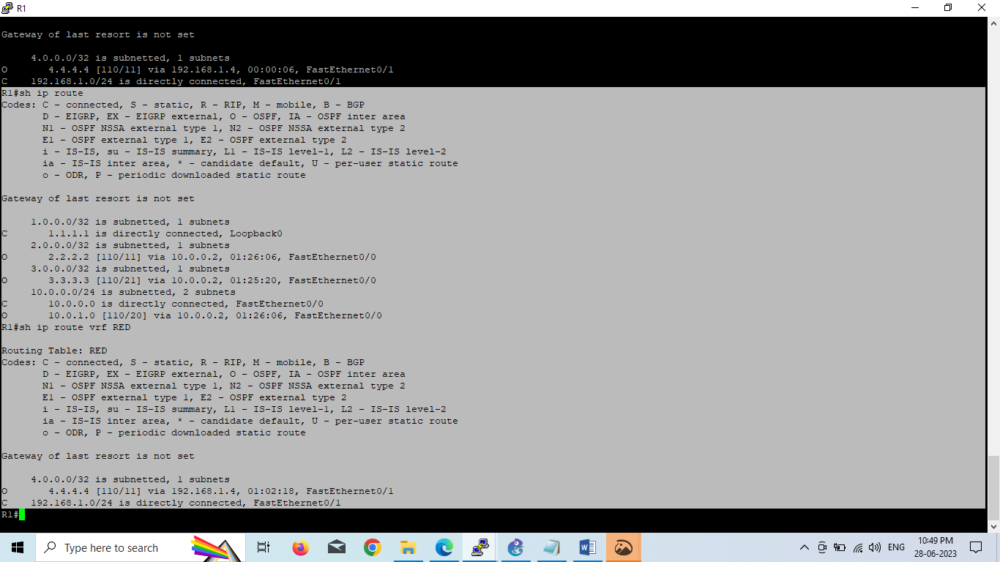 R1
Gateway of last resort is not set
4.0.0.0/32 is subnetted, 1 subnets
O 4.4.4.4 [110/11] via 192.168.1.4, 00:00:06, FastEthernet0/1
C 192.168.1.0/24 is directly connected, FastEthernet0/1
R1#sh ip route
Codes: C - connected, S - static, R - RIP, M - mobile, B - BGP
D - EIGRP, EX - EIGRP external, O - OSPF, IA - OSPF inter area
N1 - OSPF NSSA external type 1, N2 - OSPF NSSA external type 2
E1 - OSPF external type 1, E2 - OSPF external type 2
i - IS-IS, su - IS-IS summary, L1 - IS-IS level-1, L2 - IS-IS level-2
ia - IS-IS inter area, * - candidate default, U - per-user static route
o - ODR, P - periodic downloaded static route
Gateway of last resort is not set
1.0.0.0/32 is subnetted, 1 subnets
C 1.1.1.1 is directly connected, Loopback0
2.0.0.0/32 is subnetted, 1 subnets
O 2.2.2.2 [110/11] via 10.0.0.2, 01:26:06, FastEthernet0/0
3.0.0.0/32 is subnetted, 1 subnets
O 3.3.3.3 [110/21] via 10.0.0.2, 01:25:20, FastEthernet0/0
10.0.0.0/24 is subnetted, 2 subnets
C 10.0.0.0 is directly connected, FastEthernet0/0
O 10.0.1.0 [110/20] via 10.0.0.2, 01:26:06, FastEthernet0/0
R1#sh ip route vrf RED
Routing Table: RED
Codes: C - connected, S - static, R - RIP, M - mobile, B - BGP
D - EIGRP, EX - EIGRP external, O - OSPF, IA - OSPF inter area
N1 - OSPF NSSA external type 1, N2 - OSPF NSSA external type 2
E1 - OSPF external type 1, E2 - OSPF external type 2
i - IS-IS, su - IS-IS summary, L1 - IS-IS level-1, L2 - IS-IS level-2
ia - IS-IS inter area, * - candidate default, U - per-user static route
o - ODR, P - periodic downloaded static route
Gateway of last resort is not set
4.0.0.0/32 is subnetted, 1 subnets
O 4.4.4.4 [110/11] via 192.168.1.4, 01:02:18, FastEthernet0/1
C 192.168.1.0/24 is directly connected, FastEthernet0/1
R1#
Type here to search
ENG
10:49 PM
28-06-2023